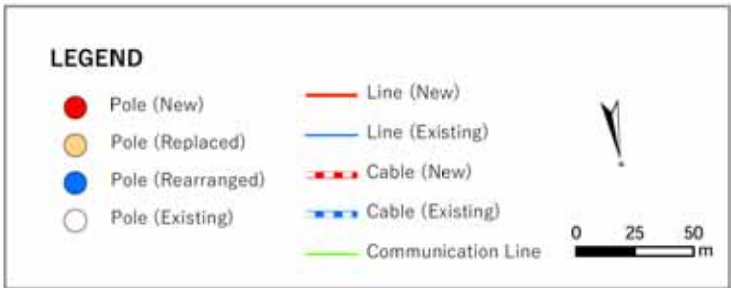 LEGEND
Pole (New)
Pole (Replaced)
Pole (Rearranged)
Pole (Existing)
Line (New)
Line (Existing)
Cable (New)
Cable (Existing)
Communication Line
0 25 50
m